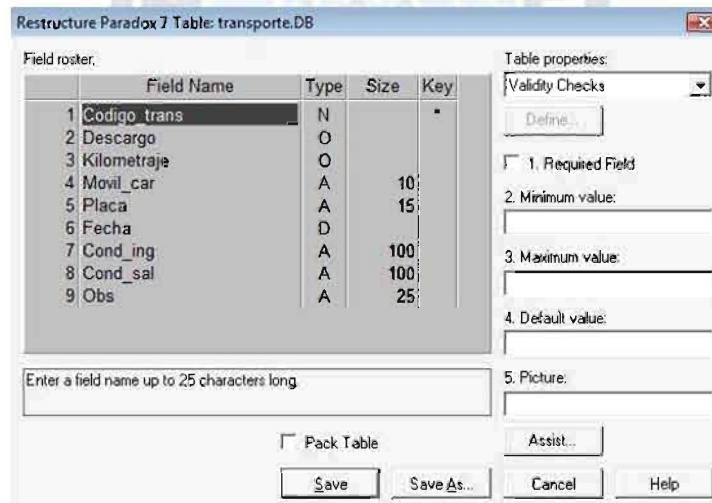 Restructure Paradox 7 Table: transporte.DB
Field roster:
Field Name Type Size Key
1 Codigo_trans N *
2 Descargo O
3 Kilometraje O
4 Movil_car A 10
5 Placa A 15
6 Fecha D
7 Cond_ing A 100
8 Cond_sal A 100
9 Obs A 25
Enter a field name up to 25 characters long.
Pack Table
Save Save As...
Table properties:
Validity Checks
Define...
1. Required Field
2. Minimum value:
3. Maximum value:
4. Default value:
5. Picture:
Assist...
Cancel Help